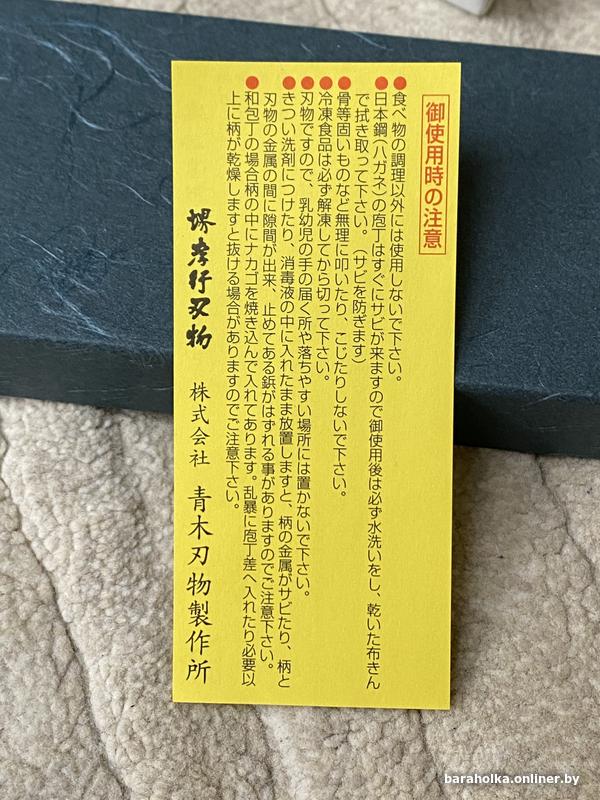 御使用時の注意
●食べ物の調理以外には使用しないで下さい。
●日本鋼(ハガネ)の庖丁はすぐにサビが来ますので御使用後は必ず水洗いをし、乾いた布きん
で拭き取って下さい。(サビを防ぎます)
●骨等固いものなど無理に叩いたり、こじたりしないで下さい。
●冷凍食品は必ず解凍してから切って下さい。
●刃物ですので、乳幼児の手の届く所や落ちやすい場所には置かないで下さい。
●きつい洗剤につけたり、消毒液の中に入れたまま放置しますと、柄の金属がサビたり、柄と
刃物の金属の間に隙間が出来、止めてある鋲がはずれる事がありますのでご注意下さい。
●和包丁の場合柄の中にナカゴを焼き込んで入れてあります。乱暴に庖丁差へ入れたり必要以
上に柄が乾燥しますと抜ける場合がありますのでご注意下さい。
堺孝行刃物 株式会社 青木刃物製作所
baraholka.onliner.by